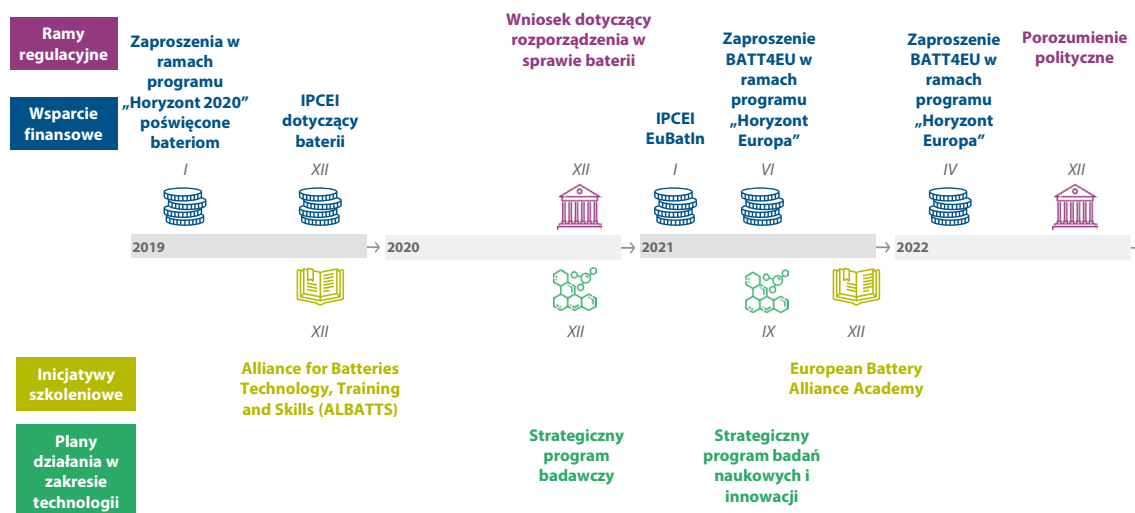 Ramy
regulacyjne
Wsparcie
finansowe
Zaproszenia w
ramach
programu
„Horyzont 2020”
poświęcone
bateriom
I
IPCEI
dotyczący
baterii
XII
Wniosek dotyczący
rozporządzenia w
sprawie baterii
XII
IPCEI
EuBatIn
I
Zaproszenie
BATT4EU w
ramach
programu
„Horyzont
Europa”
VI
Zaproszenie
BATT4EU w
ramach
programu
„Horyzont
Europa”
IV
Porozumienie
polityczne
XII
2019
2020
2021
2022
XII
XII
IX
XII
Inicjatywy
szkoleniowe
Alliance for Batteries
Technology, Training
and Skills (ALBATTS)
European Battery
Alliance Academy
Plany
działania w
zakresie
technologii
Strategiczny
program
badawczy
Strategiczny
program badań
naukowych i
innowacji